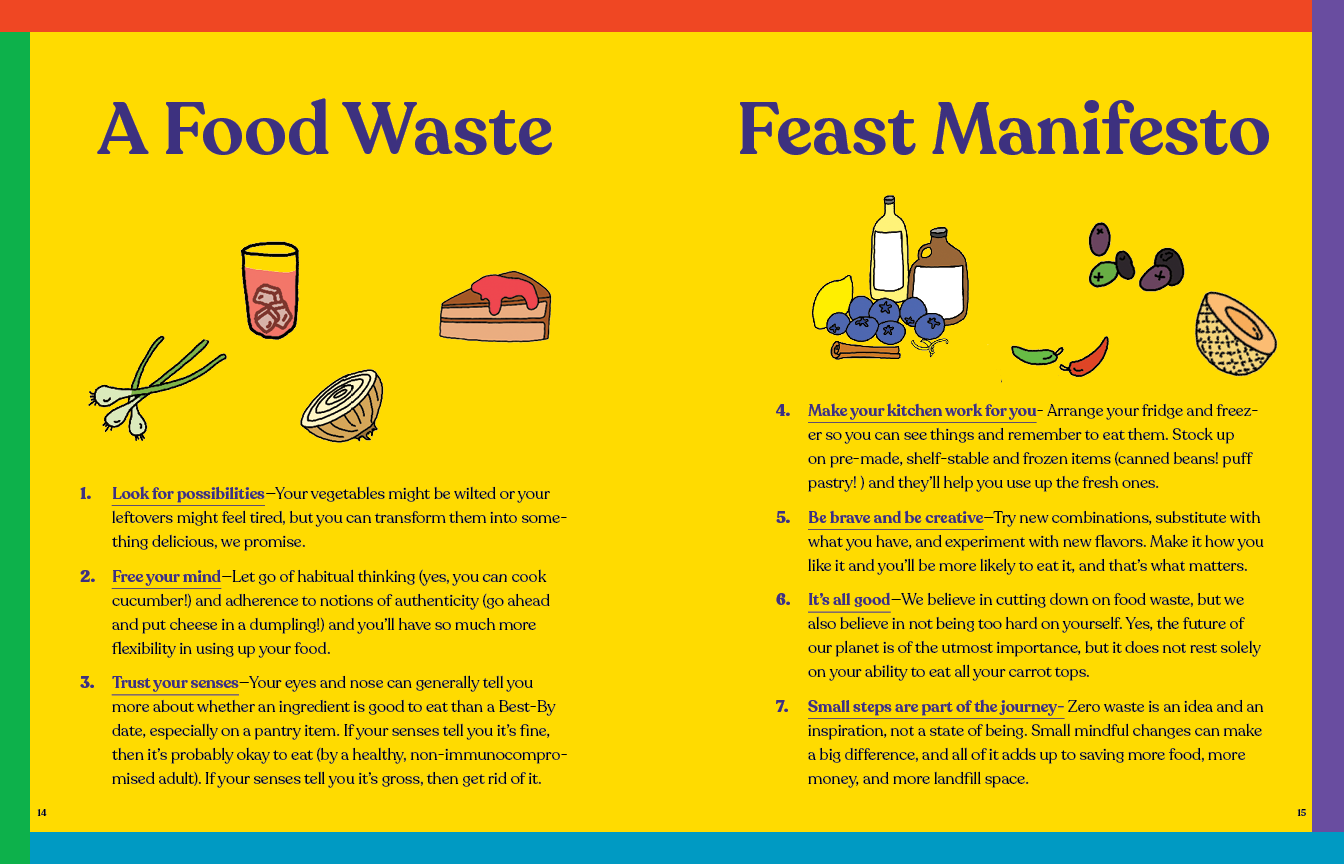 A Food Waste
1. Look for possibilities—Your vegetables might be wilted or your
leftovers might feel tired, but you can transform them into some-
thing delicious, we promise.
2. Free your mind—Let go of habitual thinking (yes, you can cook
cucumber!) and adherence to notions of authenticity (go ahead
and put cheese in a dumpling!) and you’ll have so much more
flexibility in using up your food.
3. Trust your senses—Your eyes and nose can generally tell you
more about whether an ingredient is good to eat than a Best-By
date, especially on a pantry item. If your senses tell you it’s fine,
then it’s probably okay to eat (by a healthy, non-immunocompro-
mised adult). If your senses tell you it’s gross, then get rid of it.
14
Feast Manifesto
4. Make your kitchen work for you- Arrange your fridge and freez-
er so you can see things and remember to eat them. Stock up
on pre-made, shelf-stable and frozen items (canned beans! puff
pastry! ) and they’ll help you use up the fresh ones.
5. Be brave and be creative—Try new combinations, substitute with
what you have, and experiment with new flavors. Make it how you
like it and you’ll be more likely to eat it, and that’s what matters.
6. It’s all good—We believe in cutting down on food waste, but we
also believe in not being too hard on yourself. Yes, the future of
our planet is of the utmost importance, but it does not rest solely
on your ability to eat all your carrot tops.
7. Small steps are part of the journey- Zero waste is an idea and an
inspiration, not a state of being. Small mindful changes can make
a big difference, and all of it adds up to saving more food, more
money, and more landfill space.
15